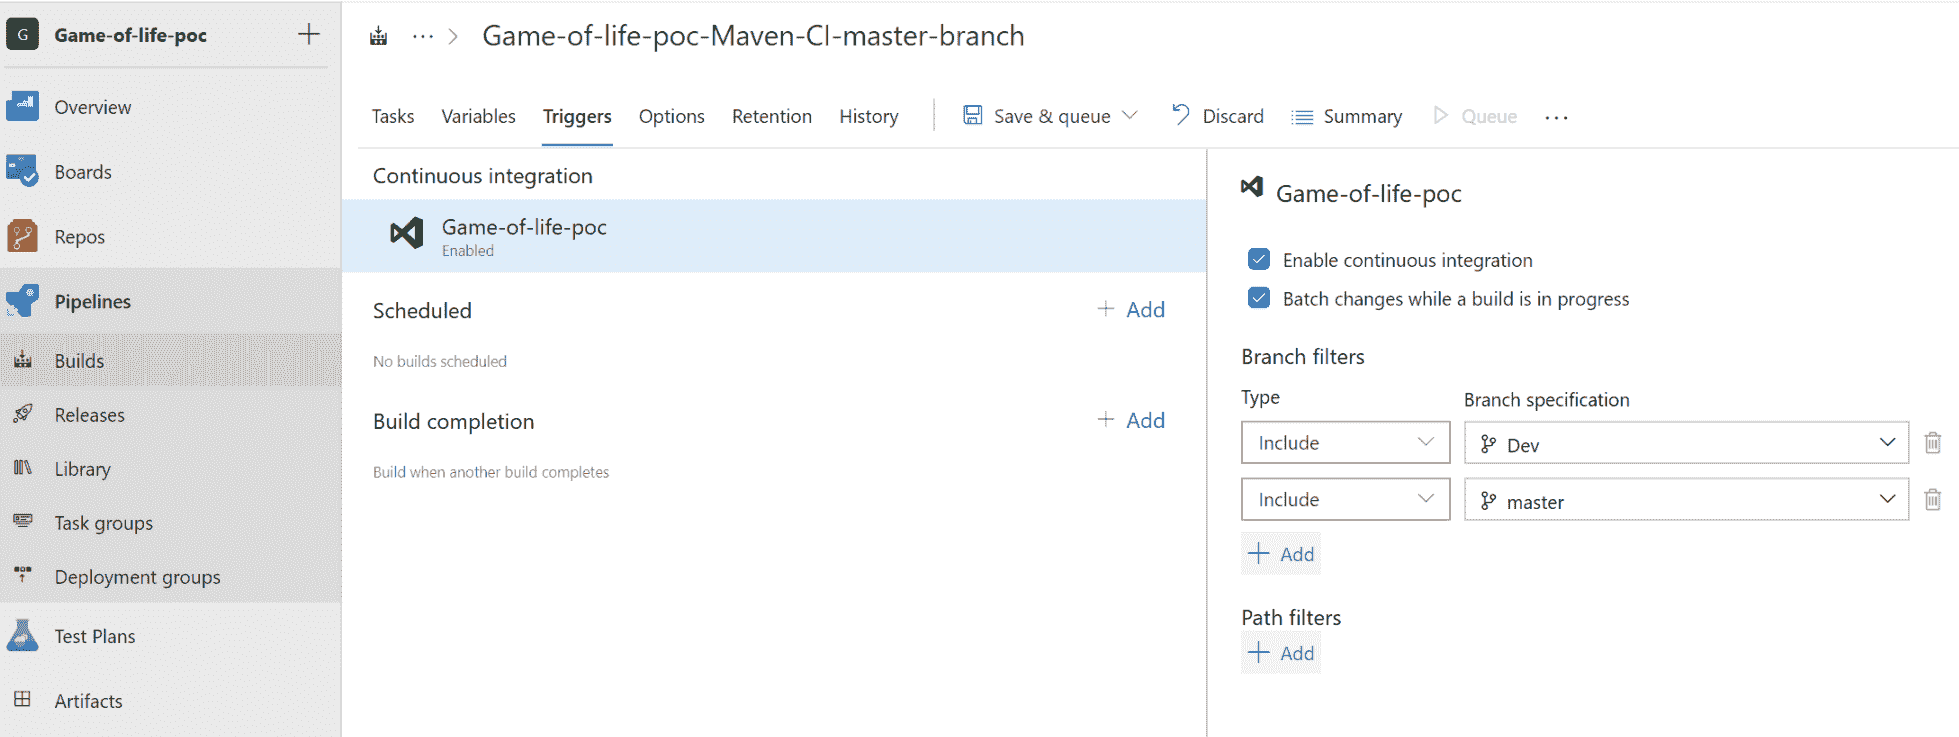 G Game-of-life-poc
Overview
Boards
Repos
Pipelines
Builds
Releases
Library
Task groups
Deployment groups
Test Plans
Artifacts
... > Game-of-life-poc-Maven-CI-master-branch
Tasks Variables Triggers Options Retention History Save & queue Discard Summary Queue ...
Continuous integration
Game-of-life-poc
Enabled
Scheduled + Add
No builds scheduled
Build completion + Add
Build when another build completes
Game-of-life-poc
Enable continuous integration
Batch changes while a build is in progress
Branch filters
Type Branch specification
Include Dev
Include master
+ Add
Path filters
+ Add